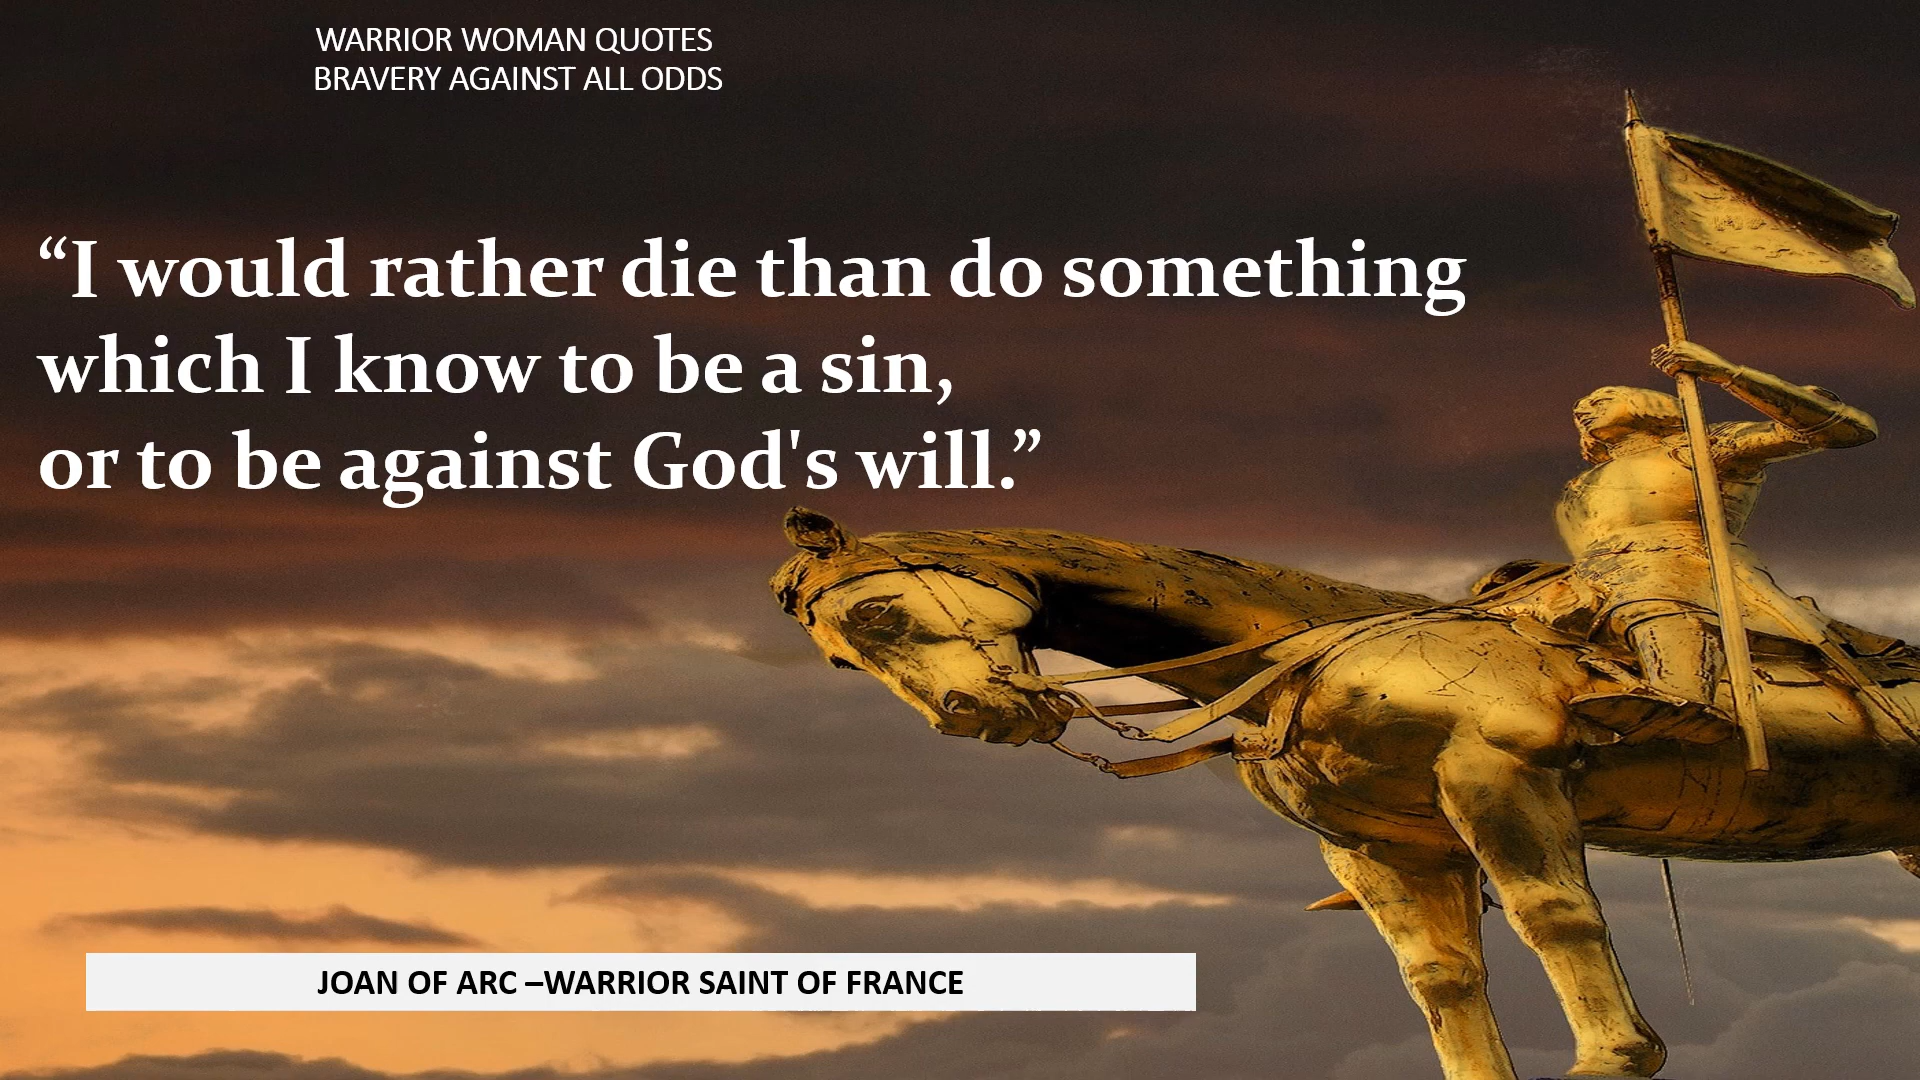 WARRIOR WOMAN QUOTES
BRAVERY AGAINST ALL ODDS
“I would rather die than do something
which I know to be a sin,
or to be against God's will.”
JOAN OF ARC –WARRIOR SAINT OF FRANCE